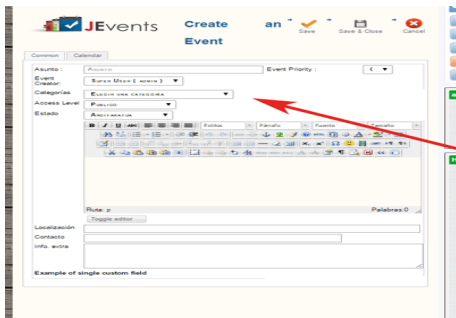 JEvents Create an Event
Save Save & Close Cancel
Common Calendar
Asunto : Asunto Event Priority :
Event Creator: Super User ( admin )
Categorías Elegir una categoría
Access Level Público
Estado
Estilos Párrafo Fuente Tamaño
Ruta: p Palabras:0
Toggle editor
Localización
Contacto
Info. extra
Example of single custom field